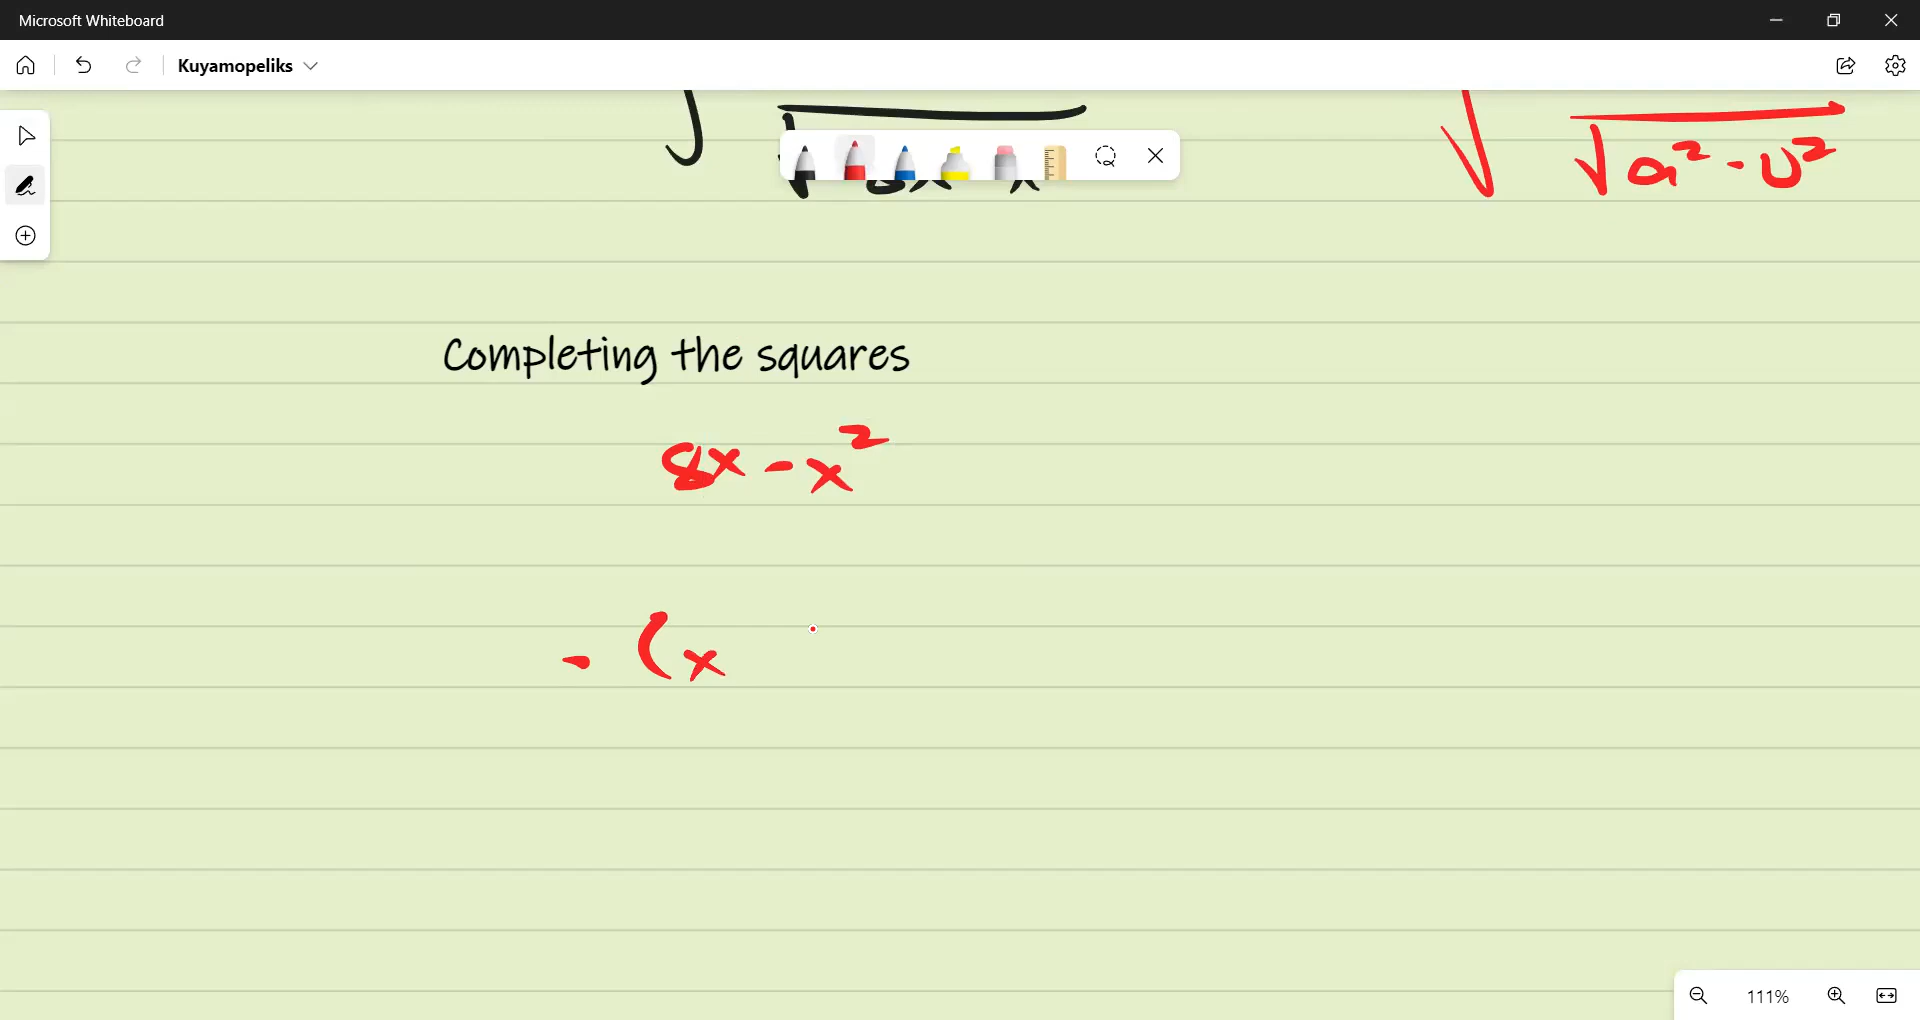 Microsoft Whiteboard
Kuyamopeliks
√a² - u²
Completing the squares
8x - x²
- (x
111%